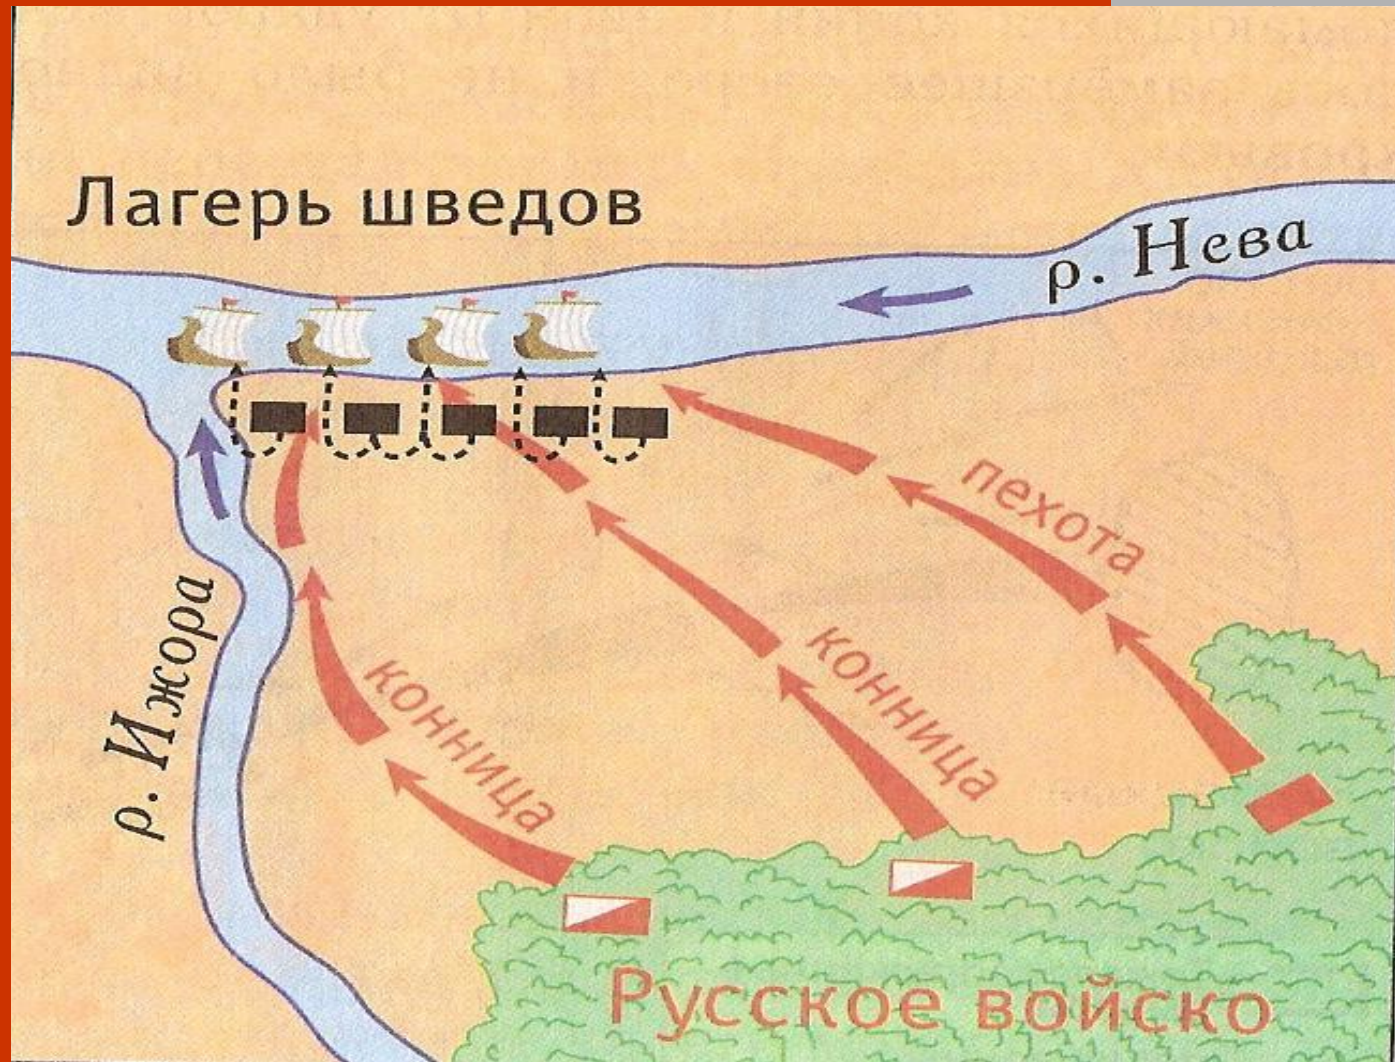 Лагерь шведов
р. Нева
пехота
р. Ижора
конница
конница
Русское войско